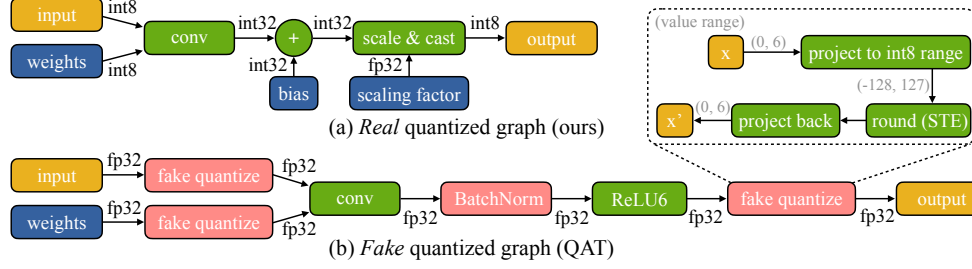 input
int8
weights
int8
conv
int32
+
int32
bias
int32
scale & cast
fp32
scaling factor
int8
output
(a) Real quantized graph (ours)
(value range)
x
(0, 6)
project to int8 range
(-128, 127)
round (STE)
project back
(0, 6)
x'
input
fp32
fake quantize
fp32
weights
fp32
fake quantize
fp32
conv
fp32
BatchNorm
fp32
ReLU6
fp32
fake quantize
fp32
output
(b) Fake quantized graph (QAT)